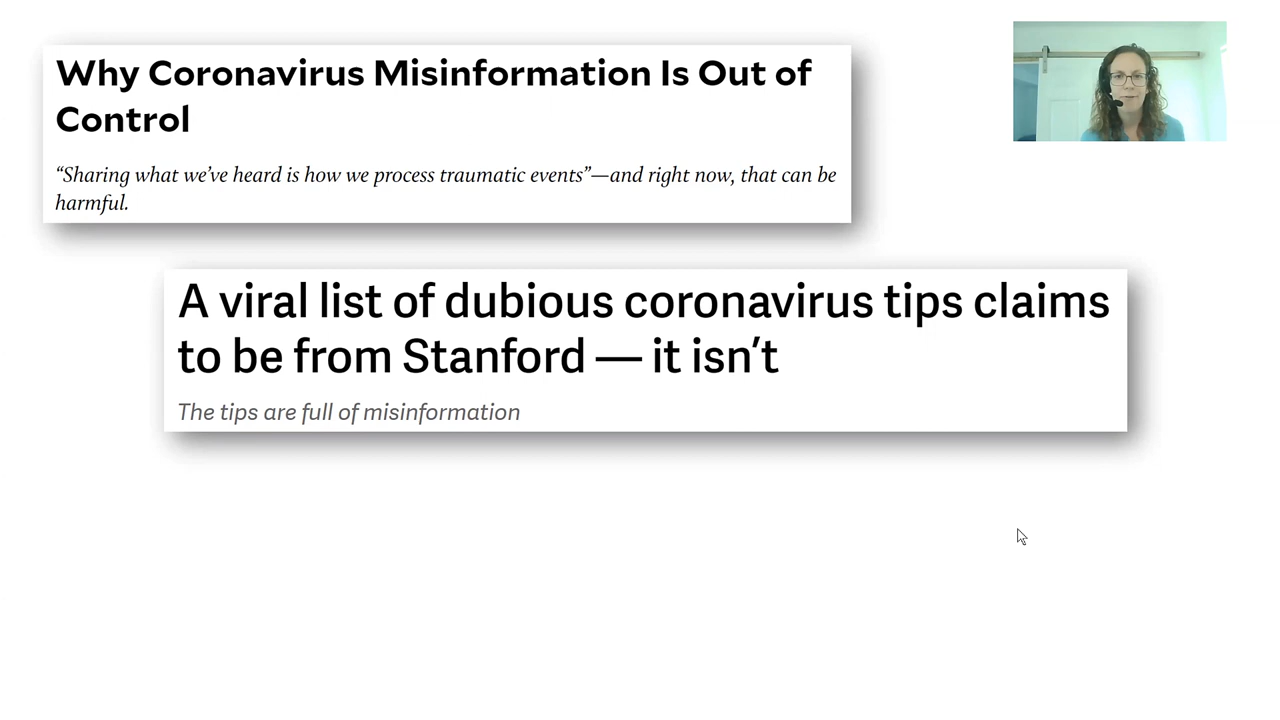 Why Coronavirus Misinformation Is Out of
Control
“Sharing what we’ve heard is how we process traumatic events”—and right now, that can be
harmful.
A viral list of dubious coronavirus tips claims
to be from Stanford — it isn’t
The tips are full of misinformation